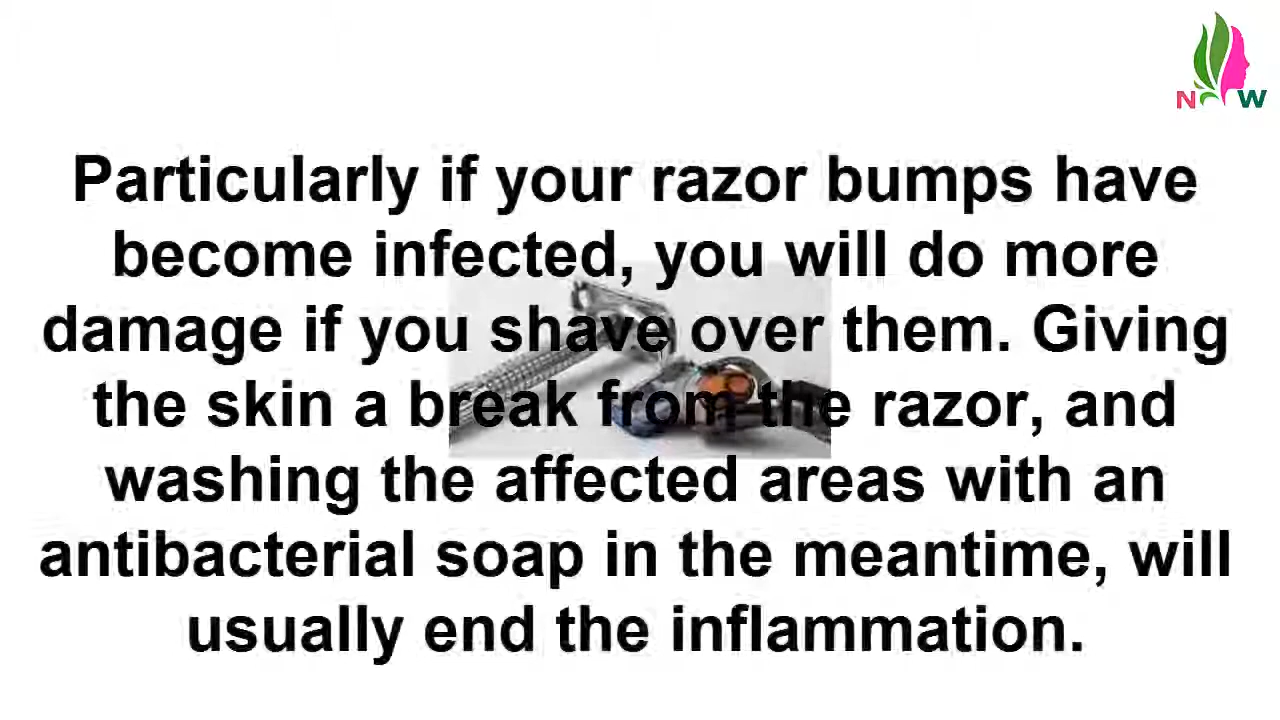 N W
Particularly if your razor bumps have
become infected, you will do more
damage if you shave over them. Giving
the skin a break from the razor, and
washing the affected areas with an
antibacterial soap in the meantime, will
usually end the inflammation.